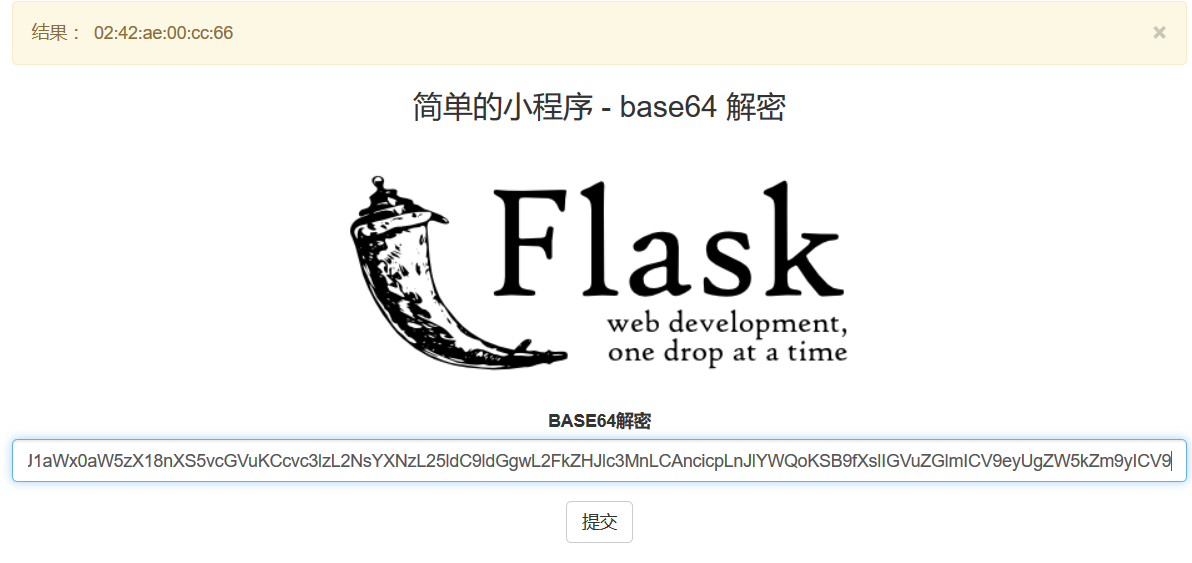 结果： 02:42:ae:00:cc:66
×
简单的小程序 - base64 解密
Flask
web development,
one drop at a time
BASE64解密
J1aWx0aW5zX18nXS5vcGVuKCcvc3lzL2NsYXNzL25ldC9ldGgwL2FkZHJlc3MnLCAncicpLnJlYWQoKSB9fXslIGVuZGlmICV9eyUgZW5kZm9yICV9
提交